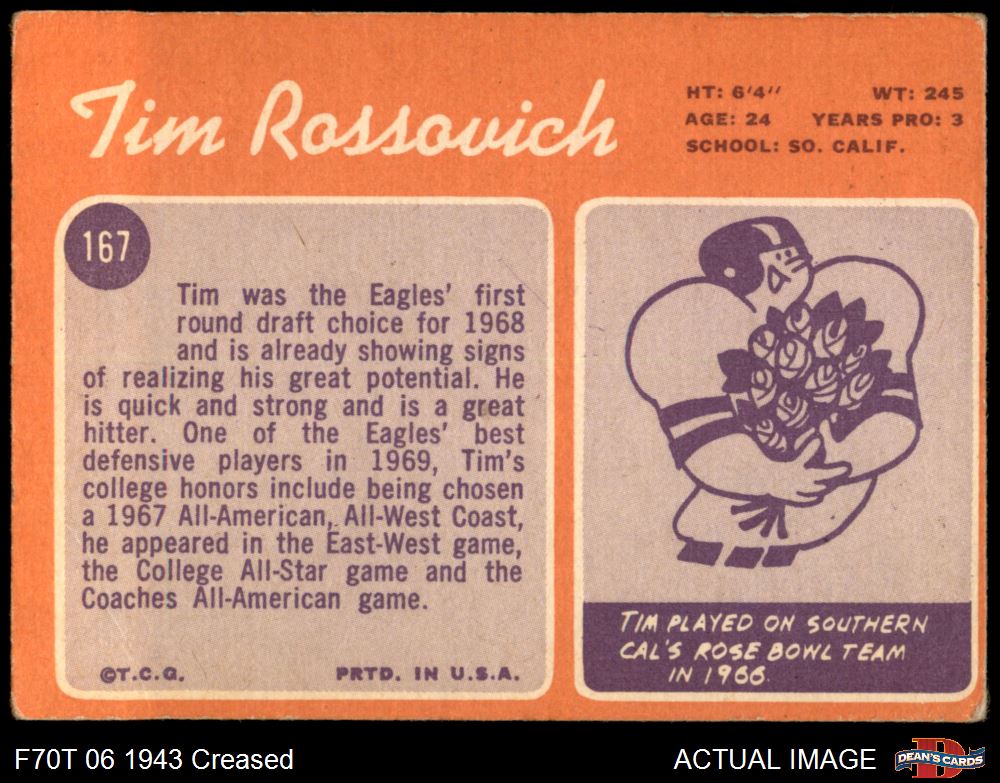 Tim Rossovich
HT: 6'4"
WT: 245
AGE: 24
YEARS PRO: 3
SCHOOL: SO. CALIF.
167
Tim was the Eagles' first
round draft choice for 1968
and is already showing signs
of realizing his great potential. He
is quick and strong and is a great
hitter. One of the Eagles' best
defensive players in 1969, Tim's
college honors include being chosen
a 1967 All-American, All-West Coast,
he appeared in the East-West game,
the College All-Star game and the
Coaches All-American game.
©T.C.G.
PRTD. IN U.S.A.
TIM PLAYED ON SOUTHERN
CAL'S ROSE BOWL TEAM
IN 1966.
F70T 06 1943 Creased
ACTUAL IMAGE
D
DEAN'S CARDS